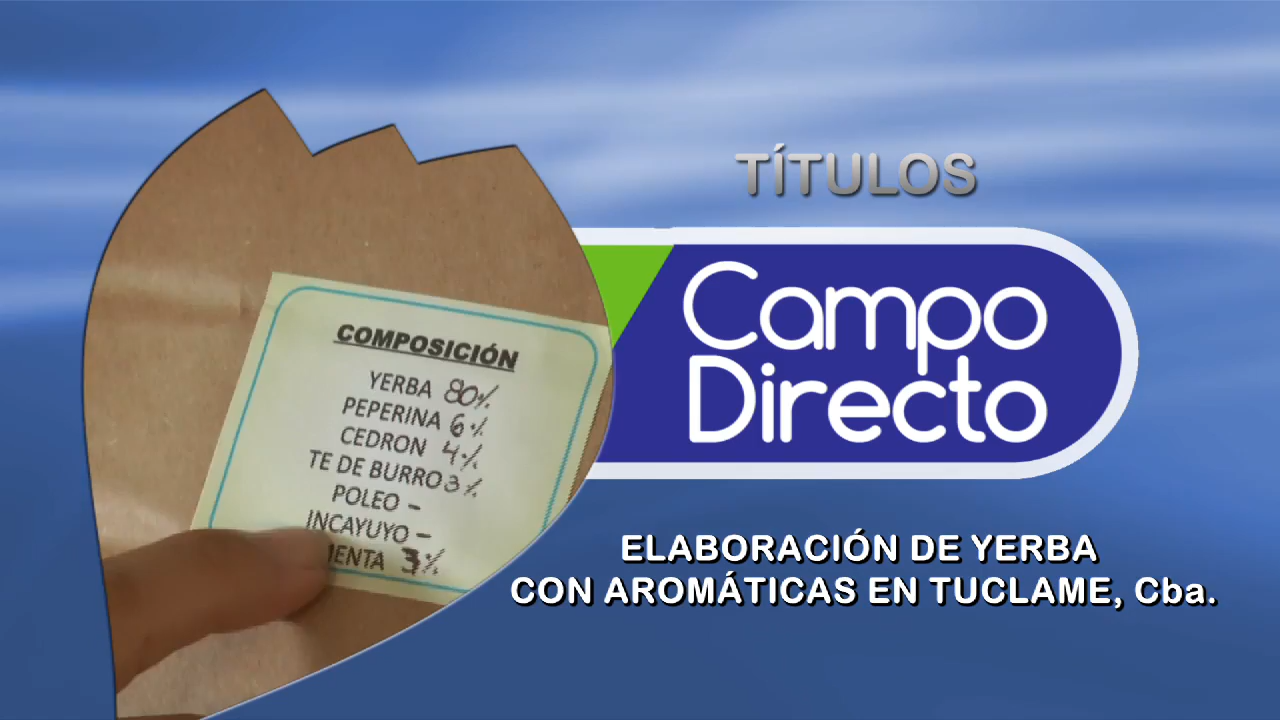 TÍTULOS
Campo
Directo
COMPOSICIÓN
YERBA 80%
PEPERINA 6%
CEDRON 4%
TE DE BURRO 3%
POLEO -
INCAYUYO -
MENTA 3%
ELABORACIÓN DE YERBA
CON AROMÁTICAS EN TUCLAME, Cba.